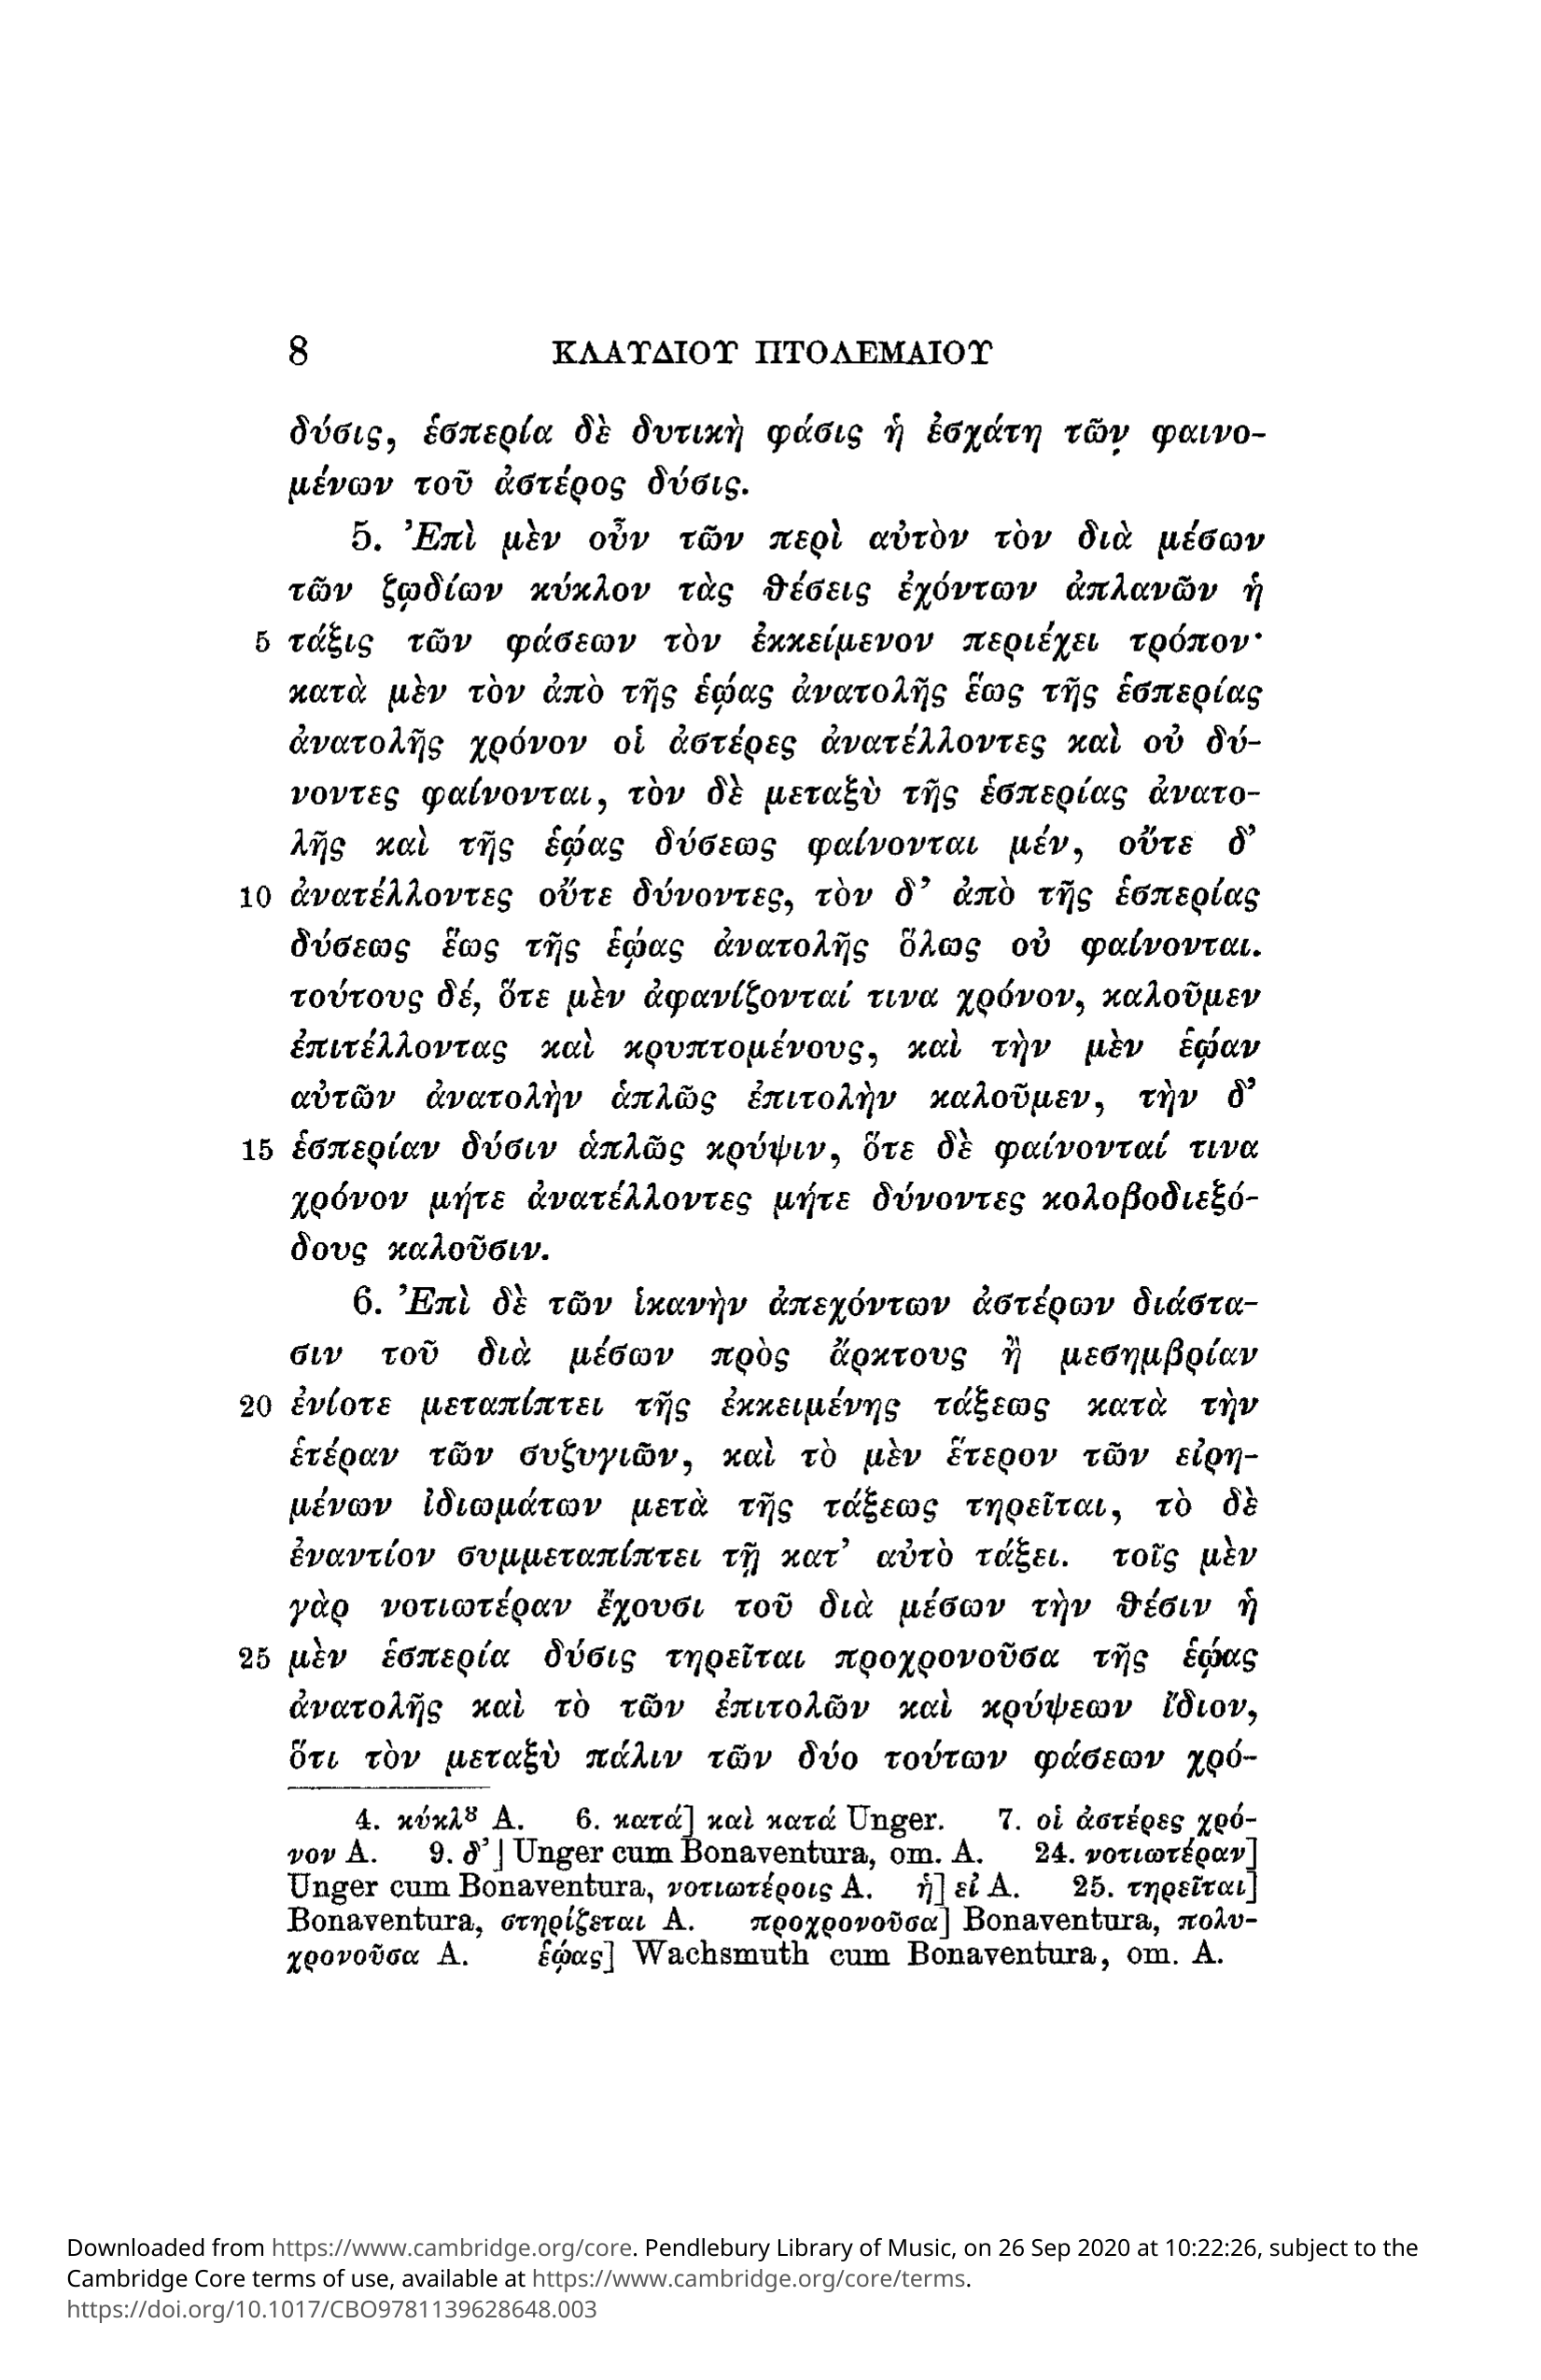 8 ΚΛΑΥΔΙΟΥ ΠΤΟΛΕΜΑΙΟΥ
δύσις, ἑσπερία δὲ δυτικὴ φάσις ἡ ἐσχάτη τῶν φαινο-
μένων τοῦ ἀστέρος δύσις.
5. Ἐπὶ μὲν οὖν τῶν περὶ αὐτὸν τὸν διὰ μέσων
τῶν ζῳδίων κύκλον τὰς θέσεις ἐχόντων ἀπλανῶν ἡ
5 τάξις τῶν φάσεων τὸν ἐκκείμενον περιέχει τρόπον·
κατὰ μὲν τὸν ἀπὸ τῆς ἑῴας ἀνατολῆς ἕως τῆς ἑσπερίας
ἀνατολῆς χρόνον οἱ ἀστέρες ἀνατέλλοντες καὶ οὐ δύ-
νοντες φαίνονται, τὸν δὲ μεταξὺ τῆς ἑσπερίας ἀνατο-
λῆς καὶ τῆς ἑῴας δύσεως φαίνονται μέν, οὔτε δ’
10 ἀνατέλλοντες οὔτε δύνοντες, τὸν δ’ ἀπὸ τῆς ἑσπερίας
δύσεως ἕως τῆς ἑῴας ἀνατολῆς ὅλως οὐ φαίνονται.
τούτους δέ, ὅτε μὲν ἀφανίζονταί τινα χρόνον, καλοῦμεν
ἐπιτέλλοντας καὶ κρυπτομένους, καὶ τὴν μὲν ἑῴαν
αὐτῶν ἀνατολὴν ἁπλῶς ἐπιτολὴν καλοῦμεν, τὴν δ’
15 ἑσπερίαν δύσιν ἁπλῶς κρύψιν, ὅτε δὲ φαίνονταί τινα
χρόνον μήτε ἀνατέλλοντες μήτε δύνοντες κολοβοδιεξό-
δους καλοῦσιν.
6. Ἐπὶ δὲ τῶν ἱκανὴν ἀπεχόντων ἀστέρων διάστα-
σιν τοῦ διὰ μέσων πρὸς ἄρκτους ἢ μεσημβρίαν
20 ἐνίοτε μεταπίπτει τῆς ἐκκειμένης τάξεως κατὰ τὴν
ἑτέραν τῶν συζυγιῶν, καὶ τὸ μὲν ἕτερον τῶν εἰρη-
μένων ἰδιωμάτων μετὰ τῆς τάξεως τηρεῖται, τὸ δὲ
ἐναντίον συμμεταπίπτει τῇ κατ’ αὐτὸ τάξει. τοῖς μὲν
γὰρ νοτιωτέραν ἔχουσι τοῦ διὰ μέσων τὴν θέσιν ἡ
25 μὲν ἑσπερία δύσις τηρεῖται προχρονοῦσα τῆς ἑῴας
ἀνατολῆς καὶ τὸ τῶν ἐπιτολῶν καὶ κρύψεων ἴδιον,
ὅτι τὸν μεταξὺ πάλιν τῶν δύο τούτων φάσεων χρό-
4. κύκλȣ A. 6. κατά] καὶ κατά Unger. 7. οἱ ἀστέρες χρό-
νον A. 9. δ’] Unger cum Bonaventura, om. A. 24. νοτιωτέραν]
Unger cum Bonaventura, νοτιωτέροις A. ἡ] εἰ A. 25. τηρεῖται]
Bonaventura, στηρίζεται A. προχρονοῦσα] Bonaventura, πολυ-
χρονοῦσα A. ἑῴας] Wachsmuth cum Bonaventura, om. A.
Downloaded from https://www.cambridge.org/core. Pendlebury Library of Music, on 26 Sep 2020 at 10:22:26, subject to the
Cambridge Core terms of use, available at https://www.cambridge.org/core/terms.
https://doi.org/10.1017/CBO9781139628648.003